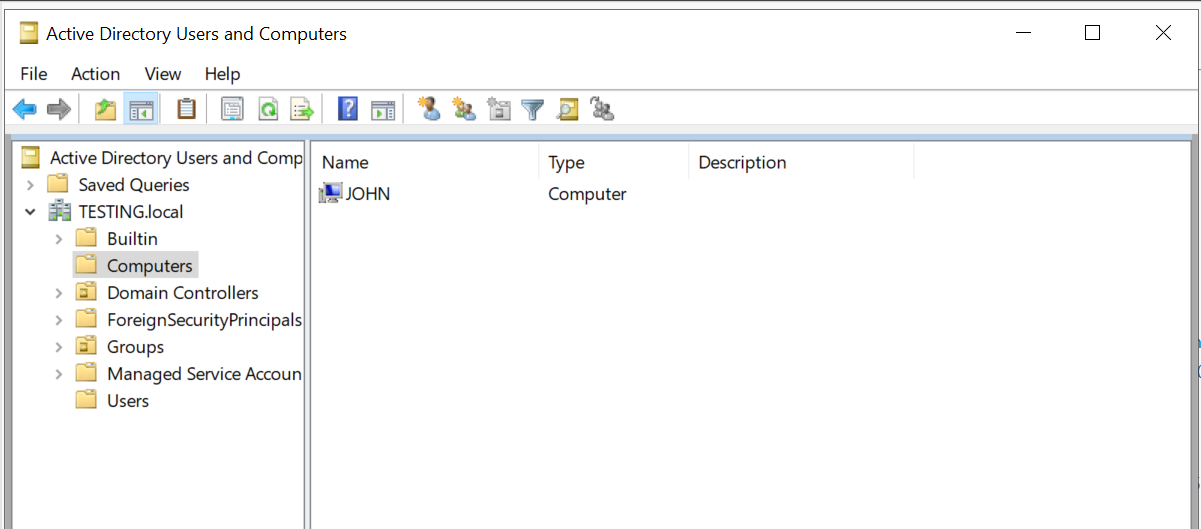 Active Directory Users and Computers
File Action View Help
Active Directory Users and Comp
Saved Queries
TESTING.local
Builtin
Computers
Domain Controllers
ForeignSecurityPrincipals
Groups
Managed Service Accoun
Users
Name Type Description
JOHN Computer